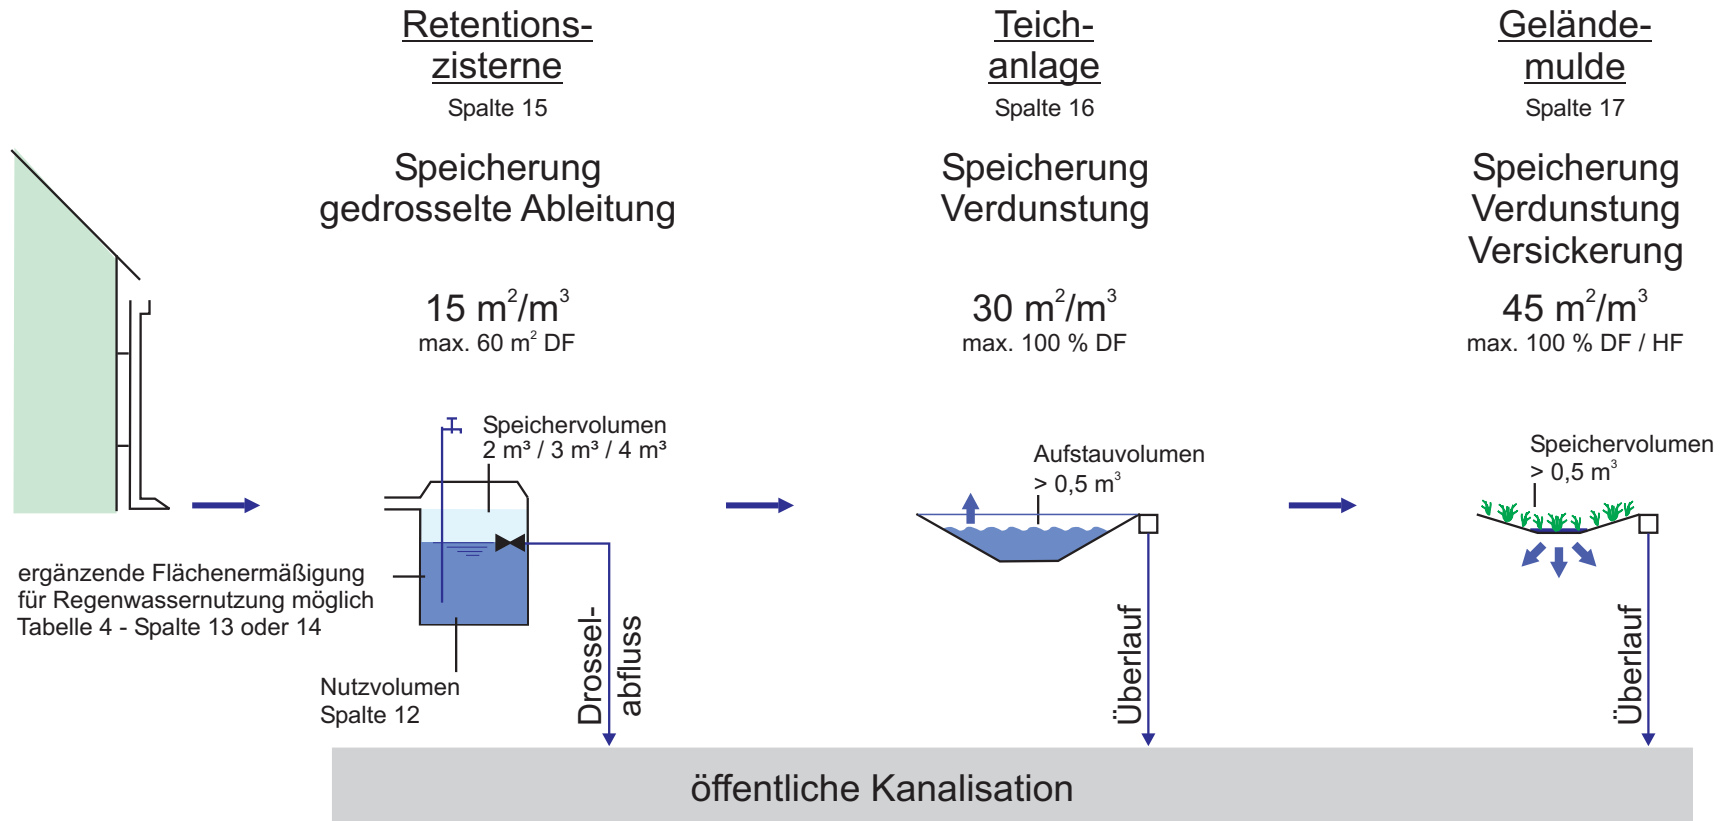 Retentions-
zisterne
Spalte 15
Speicherung
gedrosselte Ableitung
15 m²/m³
max. 60 m² DF
Speichervolumen
2 m³ / 3 m³ / 4 m³
ergänzende Flächenermäßigung
für Regenwassernutzung möglich
Tabelle 4 - Spalte 13 oder 14
Nutzvolumen
Spalte 12
Drossel-
abfluss
Teich-
anlage
Spalte 16
Speicherung
Verdunstung
30 m²/m³
max. 100 % DF
Aufstauvolumen
> 0,5 m³
Überlauf
Gelände-
mulde
Spalte 17
Speicherung
Verdunstung
Versickerung
45 m²/m³
max. 100 % DF / HF
Speichervolumen
> 0,5 m³
Überlauf
öffentliche Kanalisation